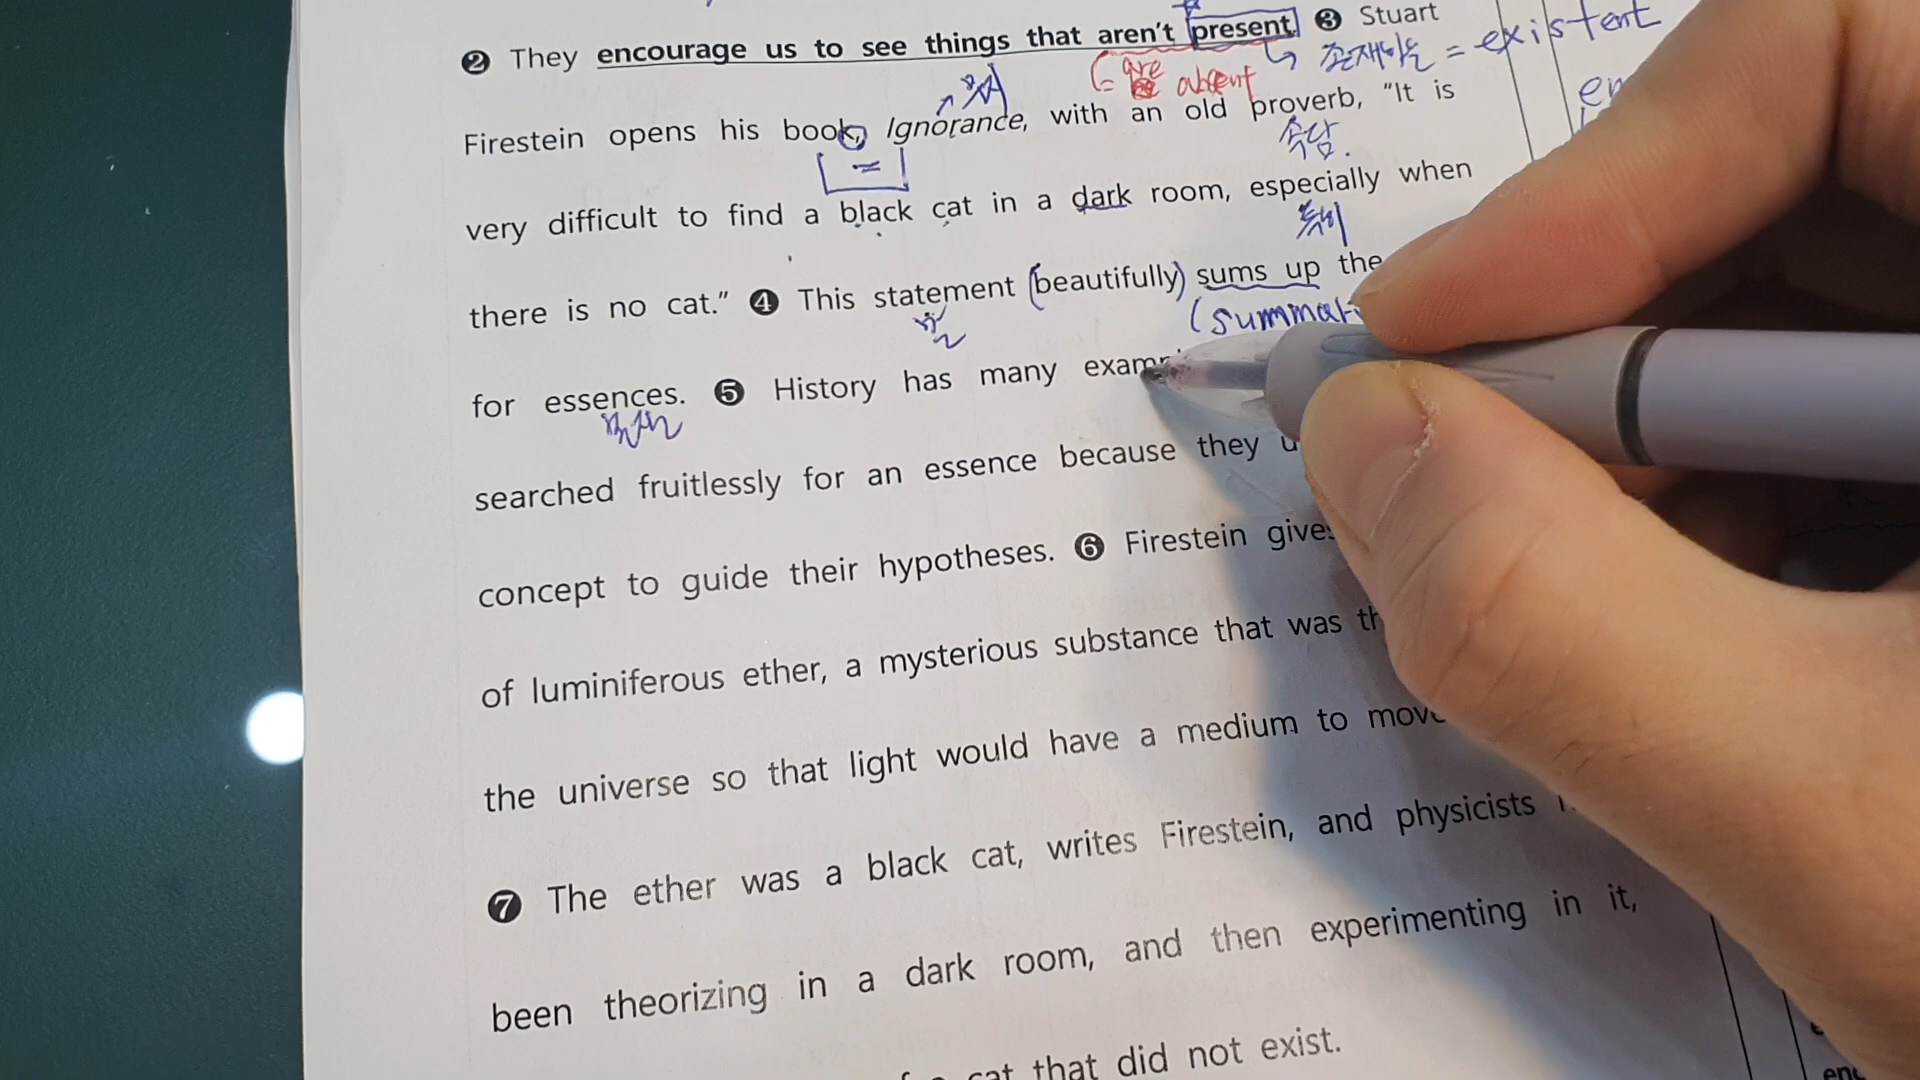 ❷ They encourage us to see things that aren't present. ❸ Stuart
존재하는 = existent
(= are absent
Firestein opens his book, Ignorance, with an old proverb, "It is
=
속담.
very difficult to find a black cat in a dark room, especially when
특히
there is no cat." ❹ This statement (beautifully) sums up the
(summar
for essences. ❺ History has many examp
본질
searched fruitlessly for an essence because they u
concept to guide their hypotheses. ❻ Firestein gives
of luminiferous ether, a mysterious substance that was th
the universe so that light would have a medium to move
❼ The ether was a black cat, writes Firestein, and physicists
been theorizing in a dark room, and then experimenting in it,
cat that did not exist.